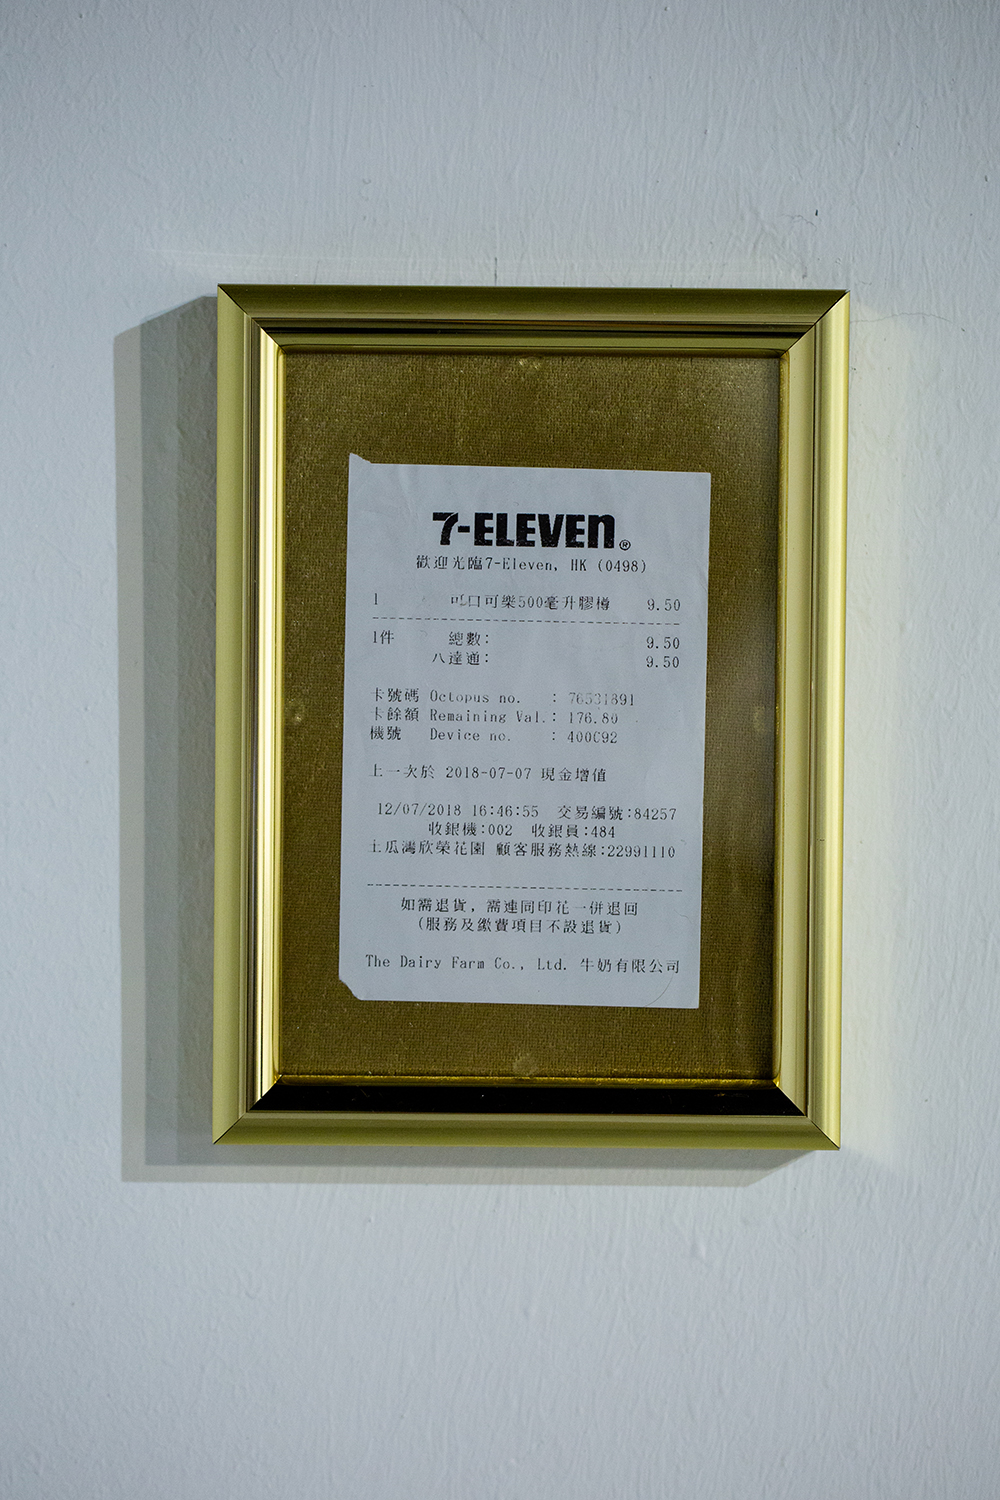 7-ELEVEN®
歡迎光臨7-Eleven, HK (0498)
1 口可樂500毫升膠樽 9.50
1件 總數: 9.50
八達通: 9.50
卡號碼 Octopus no. : 76531891
卡餘額 Remaining Val.: 176.80
機號 Device no. : 400092
上一次於 2018-07-07 現金增值
12/07/2018 16:46:55 交易編號:84257
收銀機:002 收銀員:484
土瓜灣欣榮花園 顧客服務熱線:22991110
如需退貨, 需連同印花一併退回
(服務及繳費項目不設退貨)
The Dairy Farm Co., Ltd. 牛奶有限公司